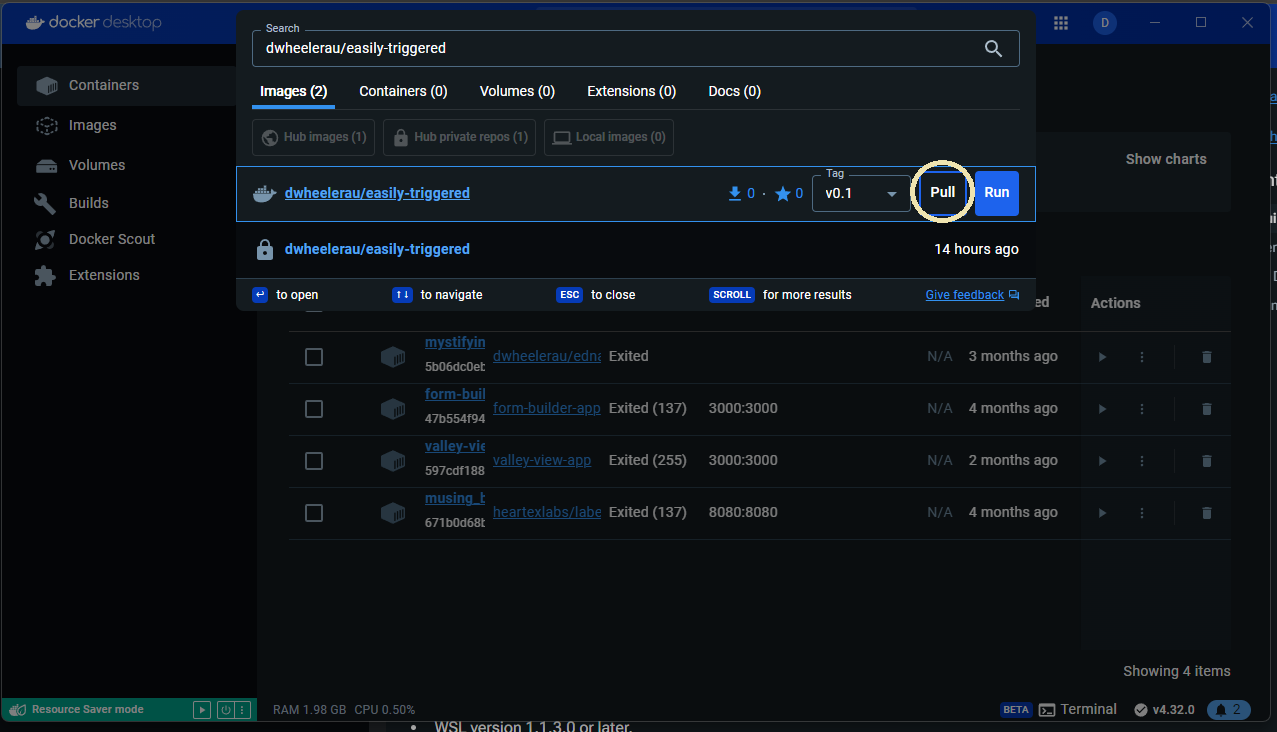 docker desktop
D
Search
dwheelerau/easily-triggered
Images (2) Containers (0) Volumes (0) Extensions (0) Docs (0)
Hub images (1) Hub private repos (1) Local images (0)
dwheelerau/easily-triggered 0 · 0 Tag v0.1 Pull Run
dwheelerau/easily-triggered 14 hours ago
to open to navigate ESC to close SCROLL for more results Give feedback
Containers
Images
Volumes
Builds
Docker Scout
Extensions
Show charts
ed Actions
mystifyin
5b06dc0eb dwheelerau/edna Exited N/A 3 months ago
form-buil
47b554f94 form-builder-app Exited (137) 3000:3000 N/A 4 months ago
valley-vie
597cdf188 valley-view-app Exited (255) 3000:3000 N/A 2 months ago
musing_b
671b0d68b heartexlabs/labe Exited (137) 8080:8080 N/A 4 months ago
Showing 4 items
Resource Saver mode RAM 1.98 GB CPU 0.50% BETA Terminal v4.32.0 2
• WSL version 1.1.3.0 or later.